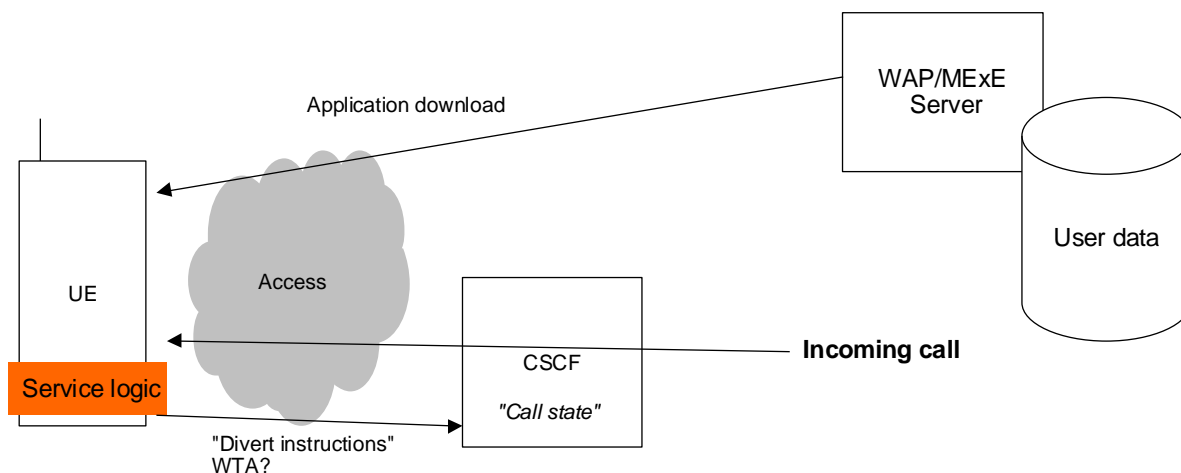 WAP/MExE
Server
Application download
User data
UE
Access
Incoming call
CSCF
Service logic
"Call state"
"Divert instructions"
WTA?